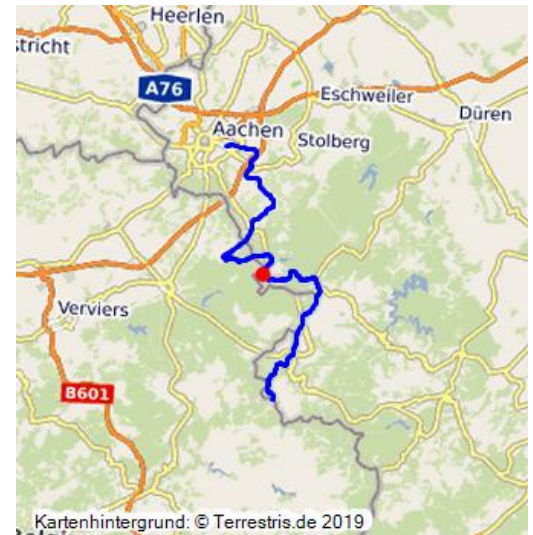 Heerlen
stricht
A76
Eschweiler
Düren
Aachen
Stolberg
Verviers
B601
Kartenhintergrund: © Terrestris.de 2019